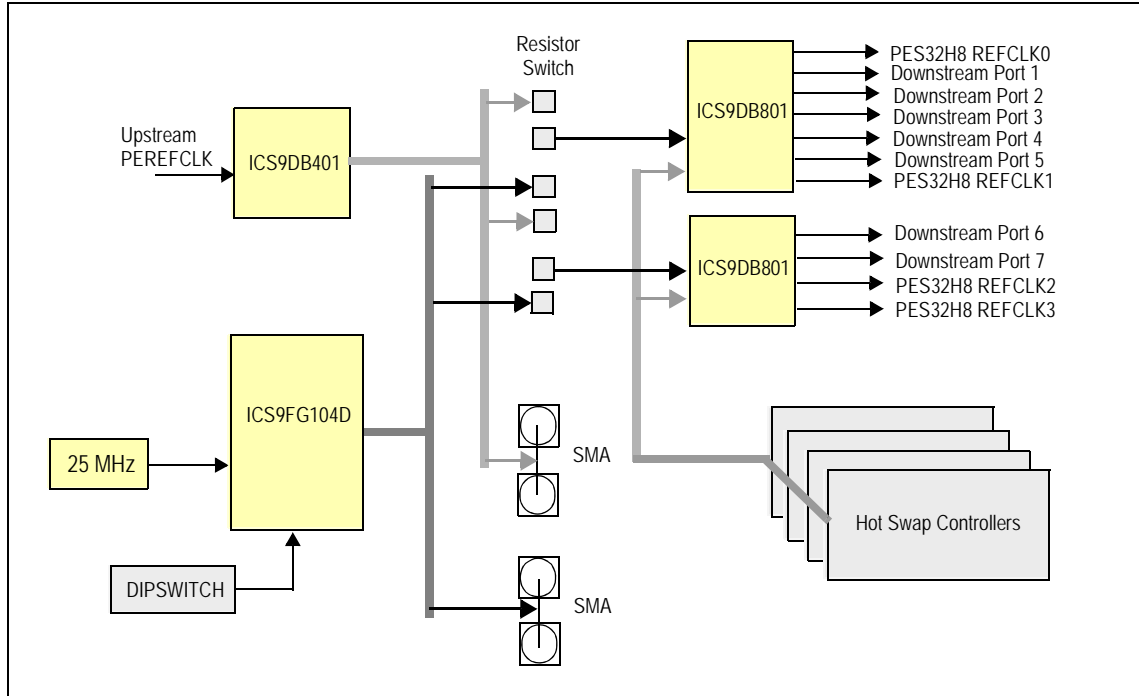 Resistor
Switch
Upstream
PEREFCLK
ICS9DB401
ICS9DB801
PES32H8 REFCLK0
Downstream Port 1
Downstream Port 2
Downstream Port 3
Downstream Port 4
Downstream Port 5
PES32H8 REFCLK1
ICS9DB801
Downstream Port 6
Downstream Port 7
PES32H8 REFCLK2
PES32H8 REFCLK3
ICS9FG104D
25 MHz
DIPSWITCH
SMA
SMA
Hot Swap Controllers